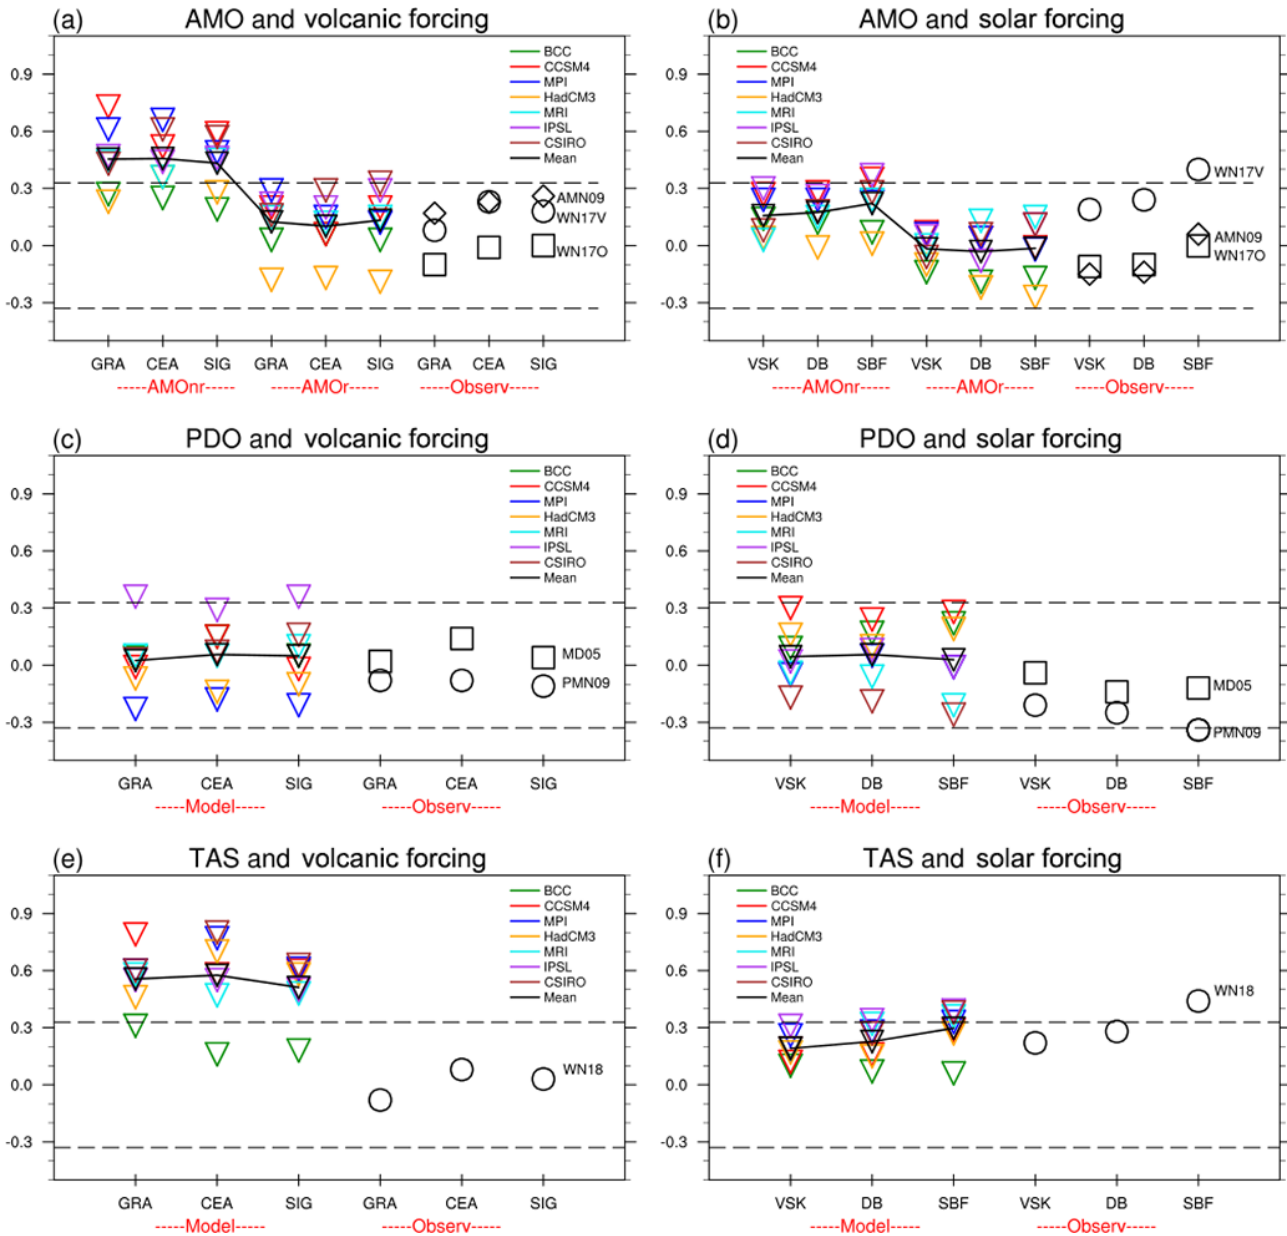 (a) AMO and volcanic forcing
0.9
0.6
0.3
0.0
-0.3
BCC
CCSM4
MPI
HadCM3
MRI
IPSL
CSIRO
Mean
AMN09
WN17V
WN17O
GRA CEA SIG GRA CEA SIG GRA CEA SIG
-----AMOnr----- -----AMOr----- -----Observ-----
(b) AMO and solar forcing
0.9
0.6
0.3
0.0
-0.3
BCC
CCSM4
MPI
HadCM3
MRI
IPSL
CSIRO
Mean
WN17V
AMN09
WN17O
VSK DB SBF VSK DB SBF VSK DB SBF
-----AMOnr----- -----AMOr----- -----Observ-----
(c) PDO and volcanic forcing
0.9
0.6
0.3
0.0
-0.3
BCC
CCSM4
MPI
HadCM3
MRI
IPSL
CSIRO
Mean
MD05
PMN09
GRA CEA SIG GRA CEA SIG
-----Model----- -----Observ-----
(d) PDO and solar forcing
0.9
0.6
0.3
0.0
-0.3
BCC
CCSM4
MPI
HadCM3
MRI
IPSL
CSIRO
Mean
MD05
PMN09
VSK DB SBF VSK DB SBF
-----Model----- -----Observ-----
(e) TAS and volcanic forcing
0.9
0.6
0.3
0.0
-0.3
BCC
CCSM4
MPI
HadCM3
MRI
IPSL
CSIRO
Mean
WN18
GRA CEA SIG GRA CEA SIG
-----Model----- -----Observ-----
(f) TAS and solar forcing
0.9
0.6
0.3
0.0
-0.3
BCC
CCSM4
MPI
HadCM3
MRI
IPSL
CSIRO
Mean
WN18
VSK DB SBF VSK DB SBF
-----Model----- -----Observ-----